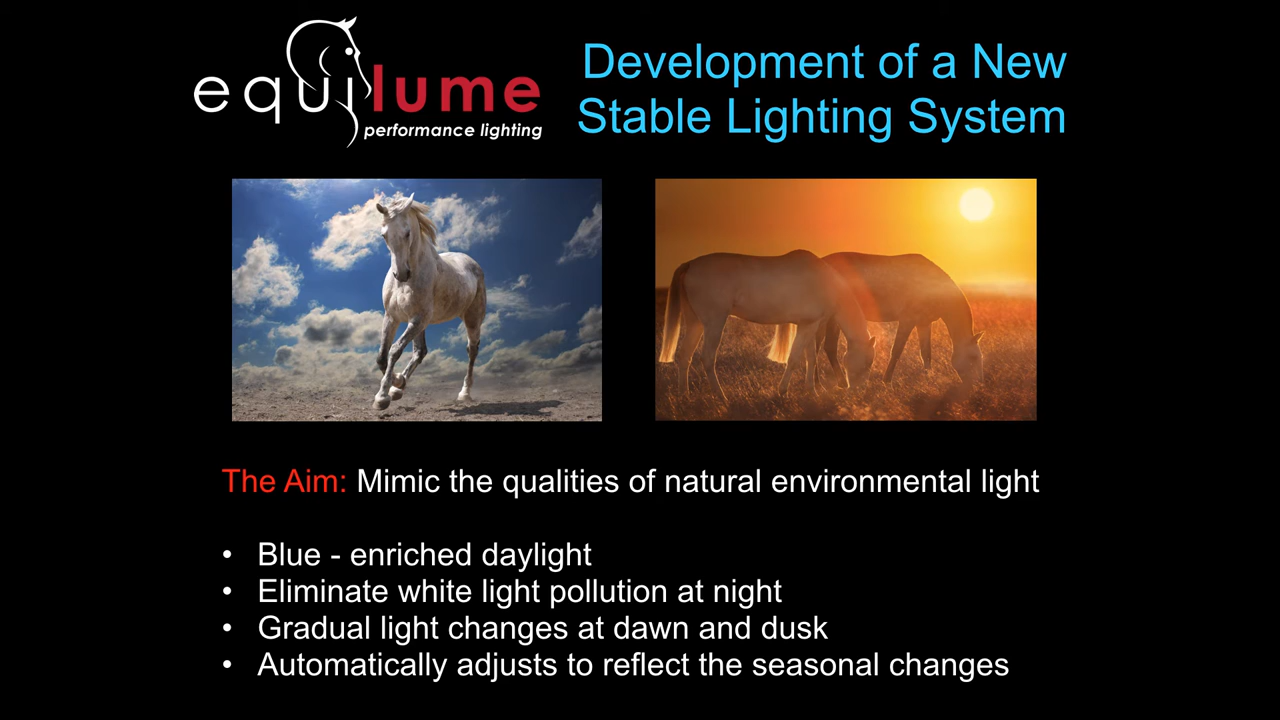 equilume
performance lighting
Development of a New
Stable Lighting System
The Aim: Mimic the qualities of natural environmental light
• Blue - enriched daylight
• Eliminate white light pollution at night
• Gradual light changes at dawn and dusk
• Automatically adjusts to reflect the seasonal changes